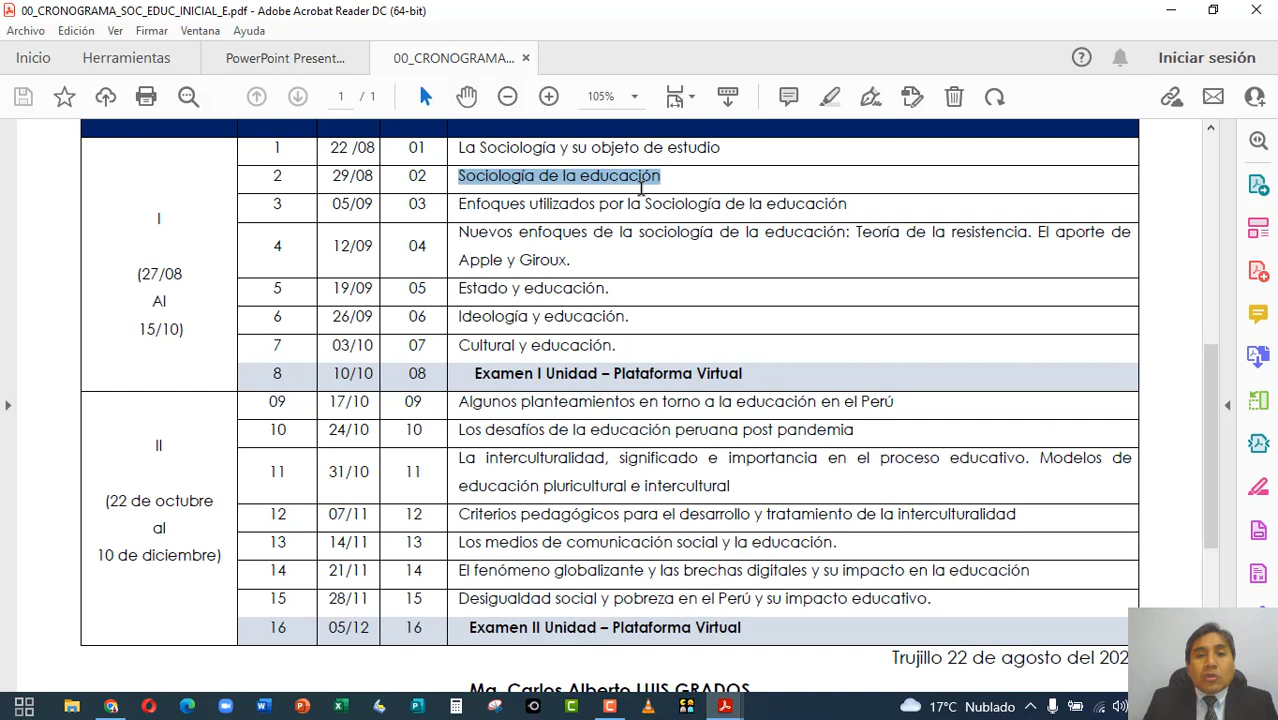 00_CRONOGRAMA_SOC_EDUC_INICIAL_E.pdf - Adobe Acrobat Reader DC (64-bit)
Archivo Edición Ver Firmar Ventana Ayuda
Inicio Herramientas PowerPoint Present... CRONOGRAMA... × Iniciar sesión
1 / 1 105%
1 22 /08 01 La Sociología y su objeto de estudio
2 29/08 02 Sociología de la educación
3 05/09 03 Enfoques utilizados por la Sociología de la educación
4 12/09 04 Nuevos enfoques de la sociología de la educación: Teoría de la resistencia. El aporte de
Apple y Giroux.
5 19/09 05 Estado y educación.
6 26/09 06 Ideología y educación.
7 03/10 07 Cultural y educación.
8 10/10 08 Examen I Unidad – Plataforma Virtual
I
(27/08
Al
15/10)
09 17/10 09 Algunos planteamientos en torno a la educación en el Perú
10 24/10 10 Los desafíos de la educación peruana post pandemia
11 31/10 11 La interculturalidad, significado e importancia en el proceso educativo. Modelos de
educación pluricultural e intercultural
12 07/11 12 Criterios pedagógicos para el desarrollo y tratamiento de la interculturalidad
13 14/11 13 Los medios de comunicación social y la educación.
14 21/11 14 El fenómeno globalizante y las brechas digitales y su impacto en la educación
15 28/11 15 Desigualdad social y pobreza en el Perú y su impacto educativo.
16 05/12 16 Examen II Unidad – Plataforma Virtual
II
(22 de octubre
al
10 de diciembre)
Trujillo 22 de agosto del 202
Mg. Carlos Alberto LUIS GRADOS
17°C Nublado